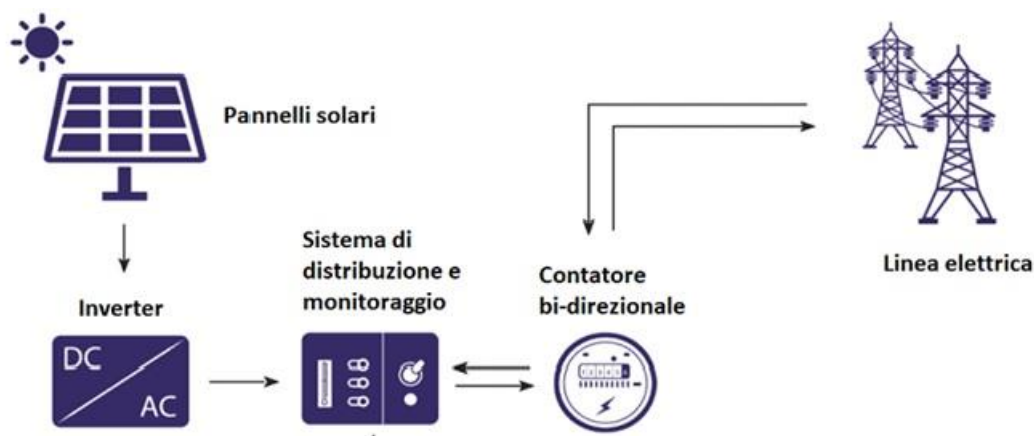 Pannelli solari
Sistema di
distribuzione e
monitoraggio
Contatore
bi-direzionale
Linea elettrica
Inverter
DC
AC